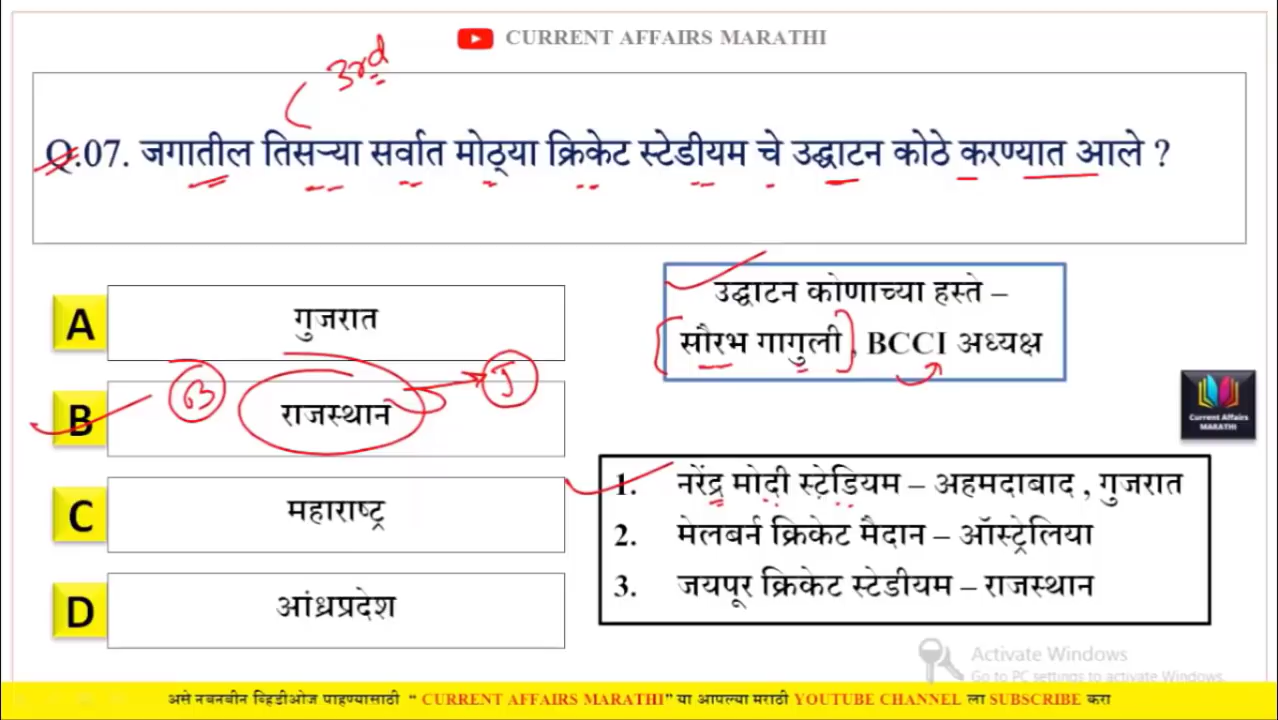 CURRENT AFFAIRS MARATHI
3rd
Q.07. जगातील तिसऱ्या सर्वात मोठ्या क्रिकेट स्टेडीयम चे उद्घाटन कोठे करण्यात आले ?
A गुजरात
B राजस्थान
B
J
C महाराष्ट्र
D आंध्रप्रदेश
उद्घाटन कोणाच्या हस्ते –
सौरभ गागुली , BCCI अध्यक्ष
Current Affairs
MARATHI
1. नरेंद्र मोदी स्टेडियम – अहमदाबाद , गुजरात
2. मेलबर्न क्रिकेट मैदान – ऑस्ट्रेलिया
3. जयपूर क्रिकेट स्टेडीयम – राजस्थान
Activate Windows
Go to PC settings to activate Windows.
असे नवनवीन व्हिडीओज पाहण्यासाठी “ CURRENT AFFAIRS MARATHI” या आपल्या मराठी YOUTUBE CHANNEL ला SUBSCRIBE करा